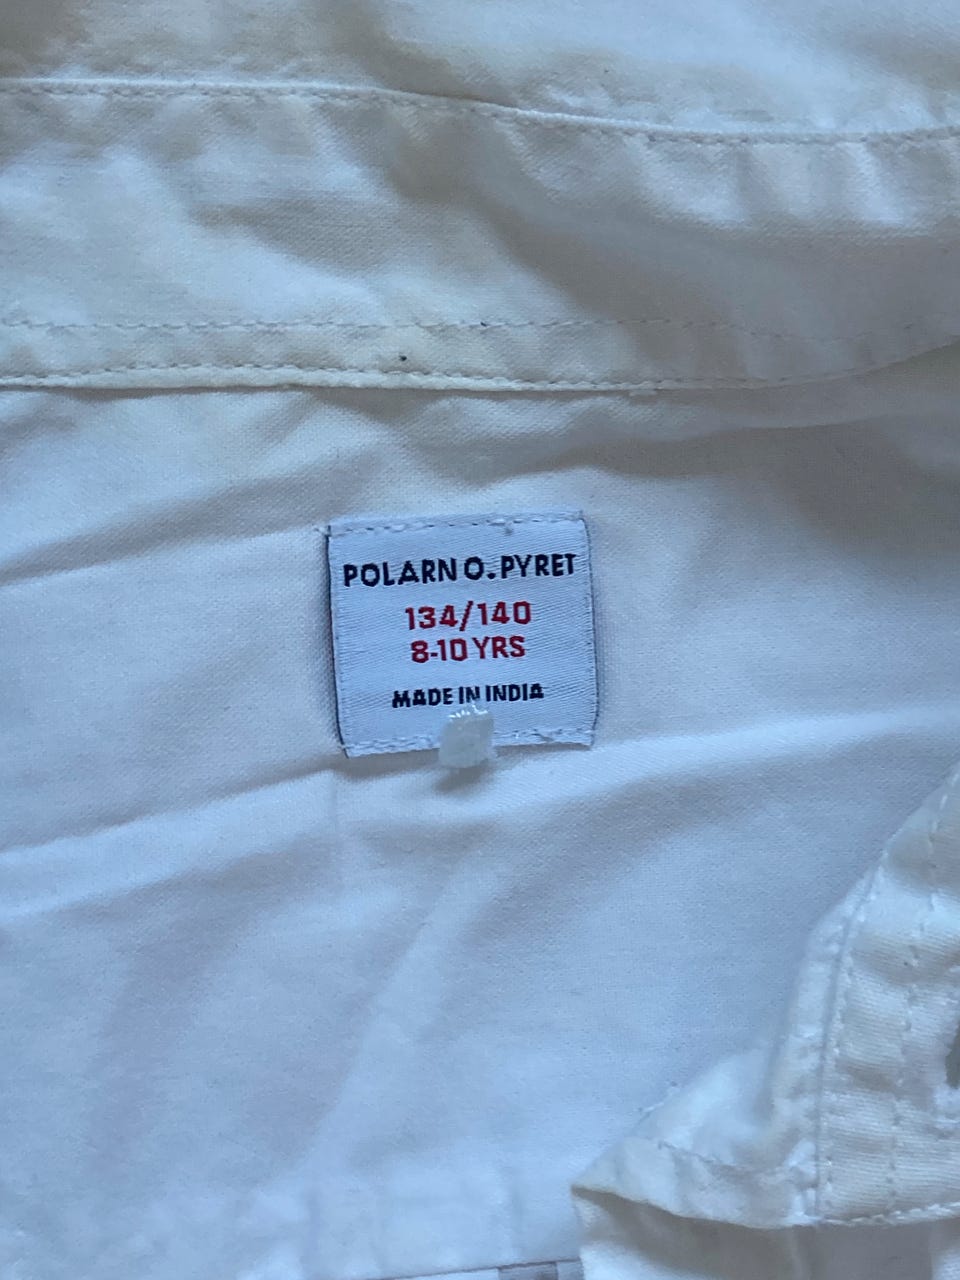 POLARN O. PYRET
134/140
8-10 YRS
MADE IN INDIA